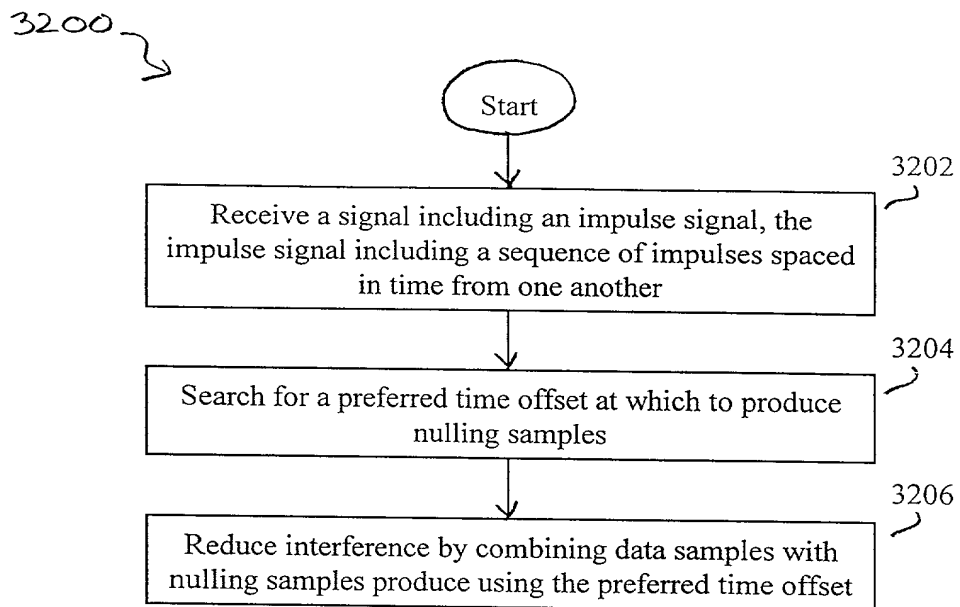 3200
Start
3202
Receive a signal including an impulse signal, the
impulse signal including a sequence of impulses spaced
in time from one another
3204
Search for a preferred time offset at which to produce
nulling samples
3206
Reduce interference by combining data samples with
nulling samples produce using the preferred time offset